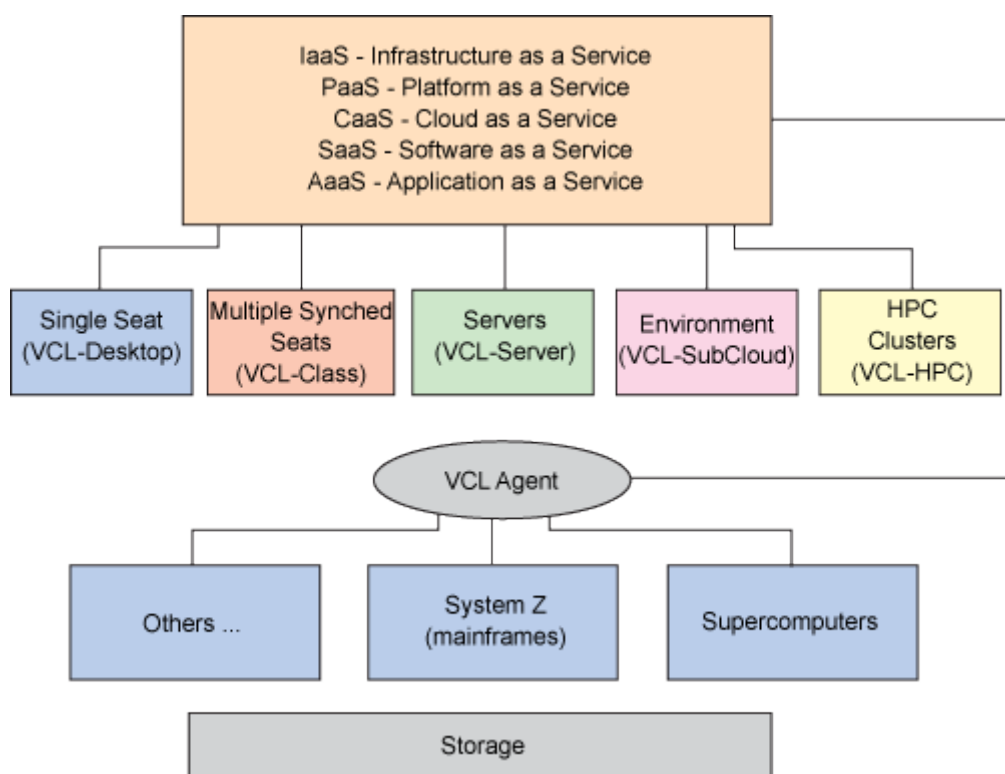 IaaS - Infrastructure as a Service
PaaS - Platform as a Service
CaaS - Cloud as a Service
SaaS - Software as a Service
AaaS - Application as a Service
Single Seat
(VCL-Desktop)
Multiple Synched
Seats
(VCL-Class)
Servers
(VCL-Server)
Environment
(VCL-SubCloud)
HPC
Clusters
(VCL-HPC)
VCL Agent
Others ...
System Z
(mainframes)
Supercomputers
Storage